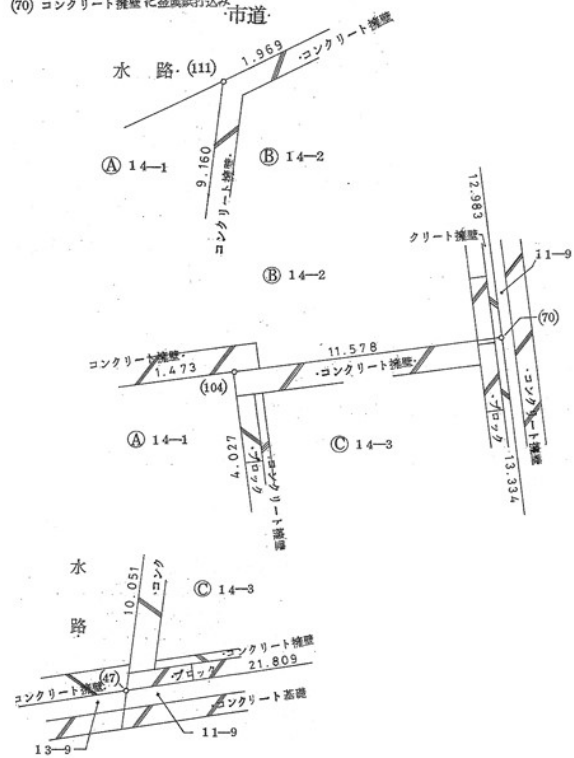 (70) コンクリート擁壁に金属鋲打込み
市道
水 路
(111)
1.969
コンクリート擁壁
Ⓐ 14—1
9.160
コンクリート擁壁
Ⓑ 14—2
12.983
クリート擁壁
11—9
Ⓑ 14—2
(70)
11.578
コンクリート擁壁
1.473
コンクリート擁壁
(104)
Ⓐ 14—1
4.027
ブロック
コンクリート擁壁
Ⓒ 14—3
ブロック
コンクリート擁壁
13.334
水
路
10.051
コンク
Ⓒ 14—3
コンクリート擁壁
21.809
(47)
ブロック
コンクリート擁壁
コンクリート基礎
13—9
11—9